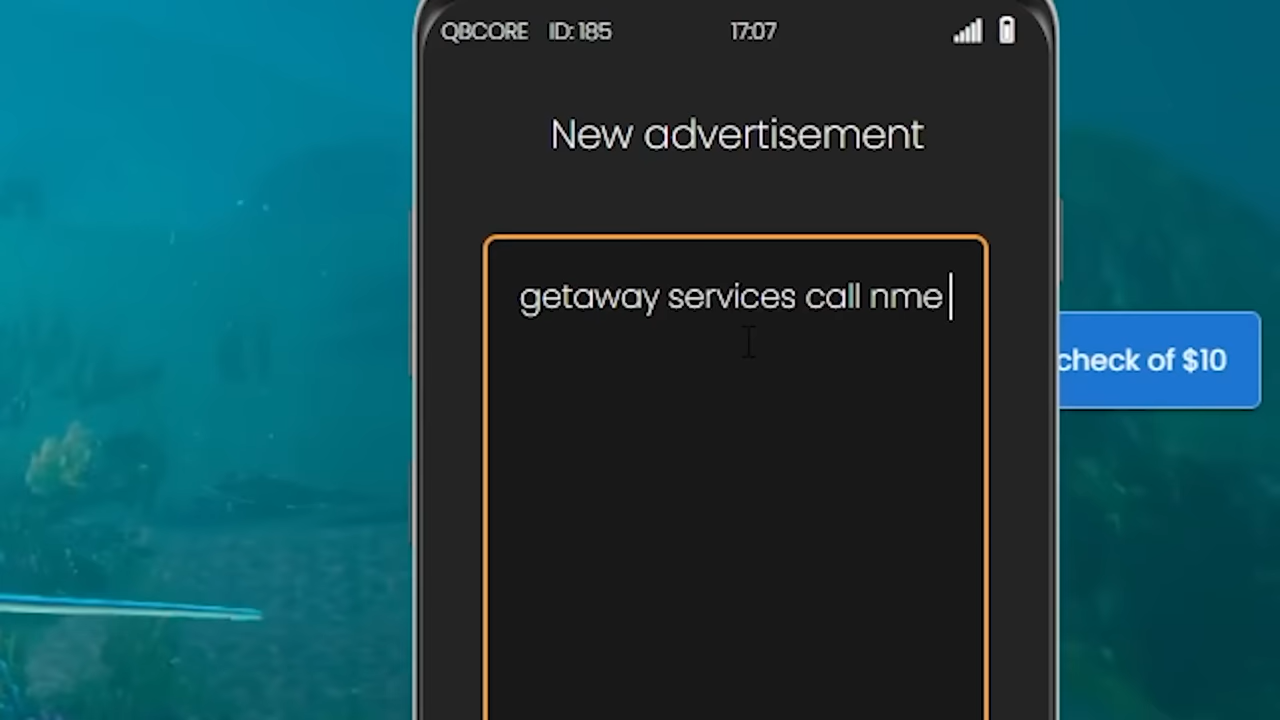 QBCORE ID: 185 17:07
New advertisement
getaway services call nme
check of $10